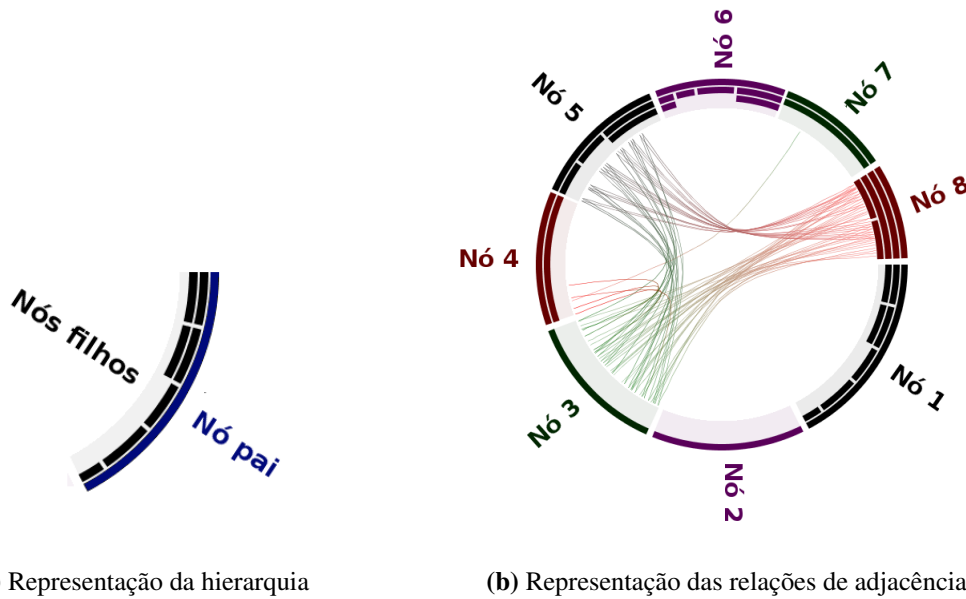 Nós filhos
Nó pai
Nó 6
Nó 5
Nó 7
Nó 8
Nó 4
Nó 1
Nó 3
Nó 2
) Representação da hierarquia
(b) Representação das relações de adjacência